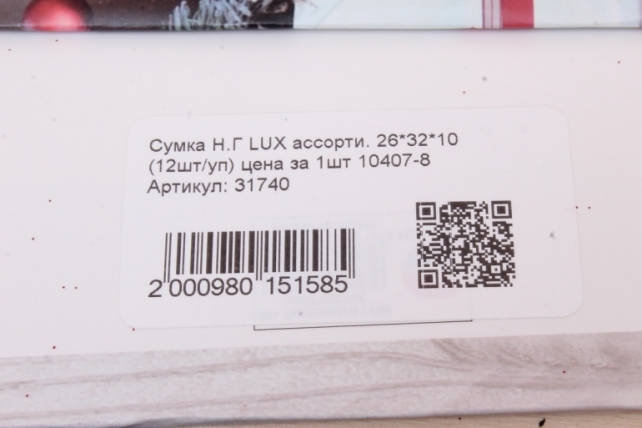 Сумка Н.Г LUX ассорти. 26*32*10
(12шт/уп) цена за 1шт 10407-8
Артикул: 31740
2 000980 151585